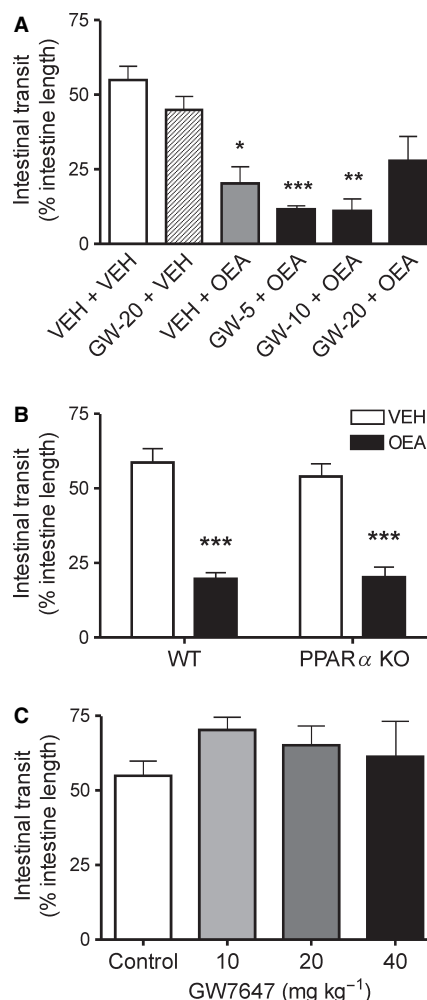 A
Intestinal transit
(% intestine length)
75
50
25
0
*
***
**
VEH + VEH
GW-20 + VEH
VEH + OEA
GW-5 + OEA
GW-10 + OEA
GW-20 + OEA
B
Intestinal transit
(% intestine length)
75
50
25
0
VEH
OEA
***
***
WT
PPARα KO
C
Intestinal transit
(% intestine length)
75
50
25
0
Control
10
20
40
GW7647 (mg kg⁻¹)